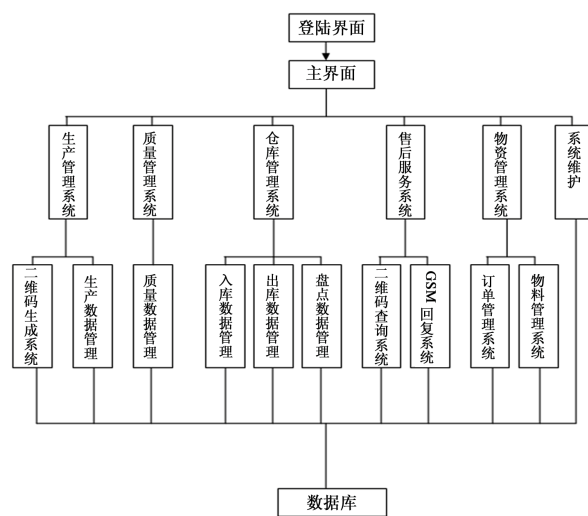 登陆界面
主界面
生产管理系统
质量管理系统
仓库管理系统
售后服务系统
物资管理系统
系统维护
二维码生成系统
生产数据管理
质量数据管理
入库数据管理
出库数据管理
盘点数据管理
二维码查询系统
GSM 回复系统
订单管理系统
物料管理系统
数据库